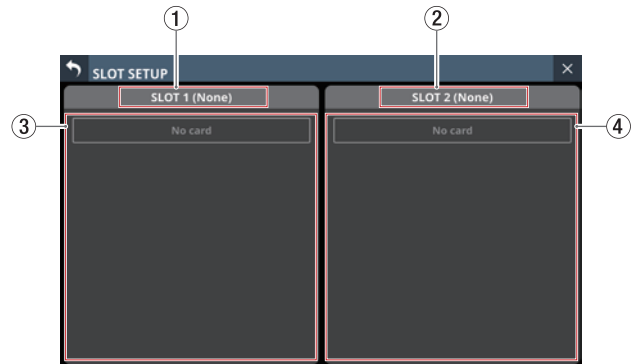 ① ②
SLOT SETUP ×
SLOT 1 (None) SLOT 2 (None)
③ No card No card ④